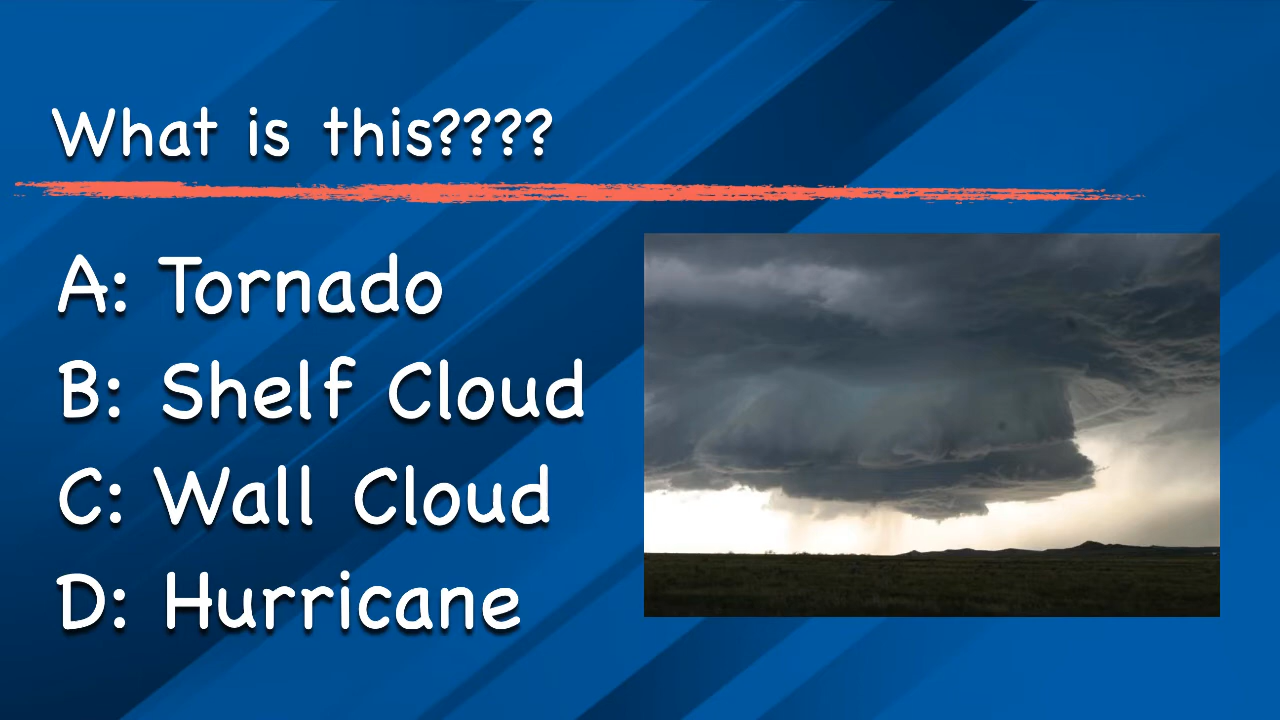 What is this????
A: Tornado
B: Shelf Cloud
C: Wall Cloud
D: Hurricane